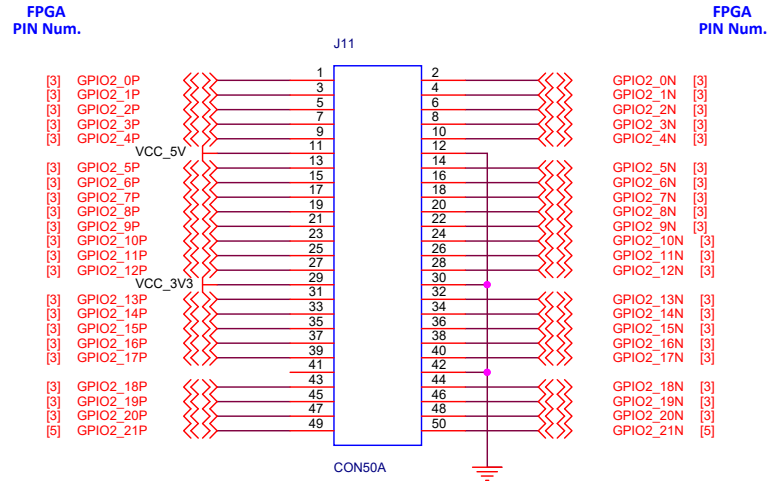 FPGA PIN Num.
FPGA PIN Num.
J11
[3] GPIO2_0P 1 2 GPIO2_0N [3]
[3] GPIO2_1P 3 4 GPIO2_1N [3]
[3] GPIO2_2P 5 6 GPIO2_2N [3]
[3] GPIO2_3P 7 8 GPIO2_3N [3]
[3] GPIO2_4P 9 10 GPIO2_4N [3]
VCC_5V 11 12
[3] GPIO2_5P 13 14 GPIO2_5N [3]
[3] GPIO2_6P 15 16 GPIO2_6N [3]
[3] GPIO2_7P 17 18 GPIO2_7N [3]
[3] GPIO2_8P 19 20 GPIO2_8N [3]
[3] GPIO2_9P 21 22 GPIO2_9N [3]
[3] GPIO2_10P 23 24 GPIO2_10N [3]
[3] GPIO2_11P 25 26 GPIO2_11N [3]
[3] GPIO2_12P 27 28 GPIO2_12N [3]
VCC_3V3 29 30
[3] GPIO2_13P 31 32 GPIO2_13N [3]
[3] GPIO2_14P 33 34 GPIO2_14N [3]
[3] GPIO2_15P 35 36 GPIO2_15N [3]
[3] GPIO2_16P 37 38 GPIO2_16N [3]
[3] GPIO2_17P 39 40 GPIO2_17N [3]
41 42
[3] GPIO2_18P 43 44 GPIO2_18N [3]
[3] GPIO2_19P 45 46 GPIO2_19N [3]
[3] GPIO2_20P 47 48 GPIO2_20N [3]
[5] GPIO2_21P 49 50 GPIO2_21N [5]
CON50A